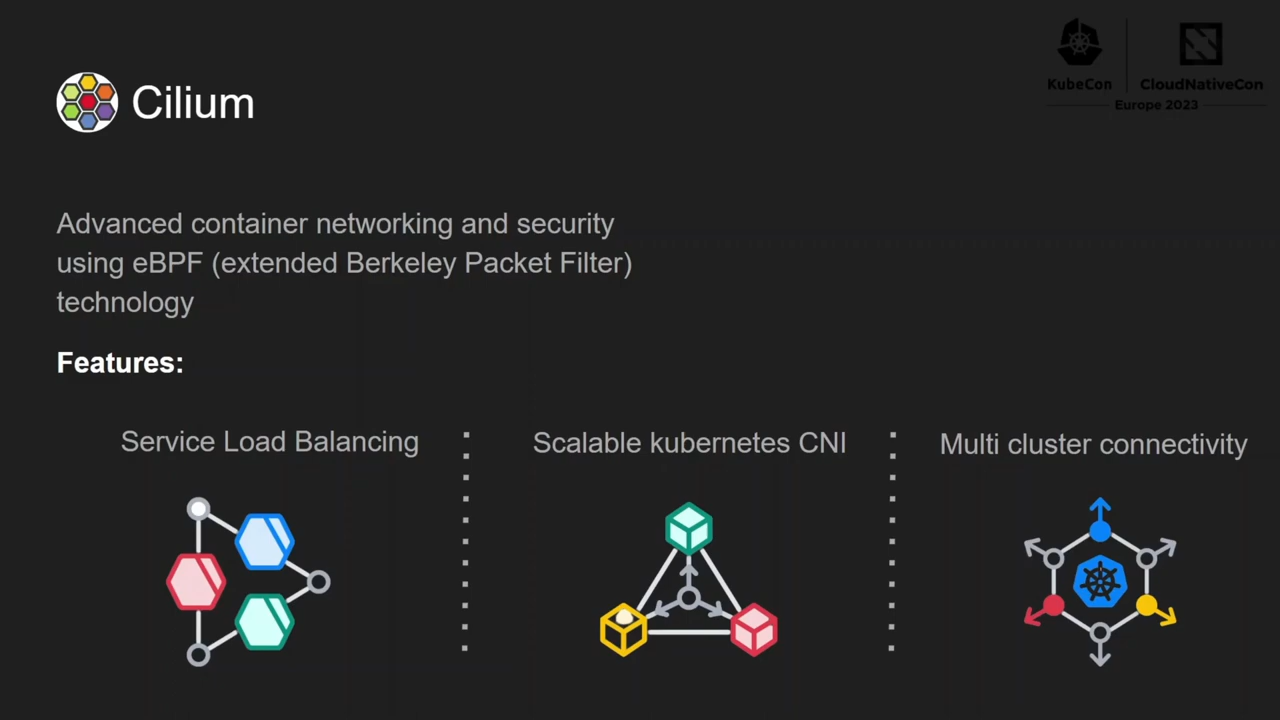 KubeCon CloudNativeCon
Europe 2023
Cilium
Advanced container networking and security
using eBPF (extended Berkeley Packet Filter)
technology
Features:
Service Load Balancing
Scalable kubernetes CNI
Multi cluster connectivity